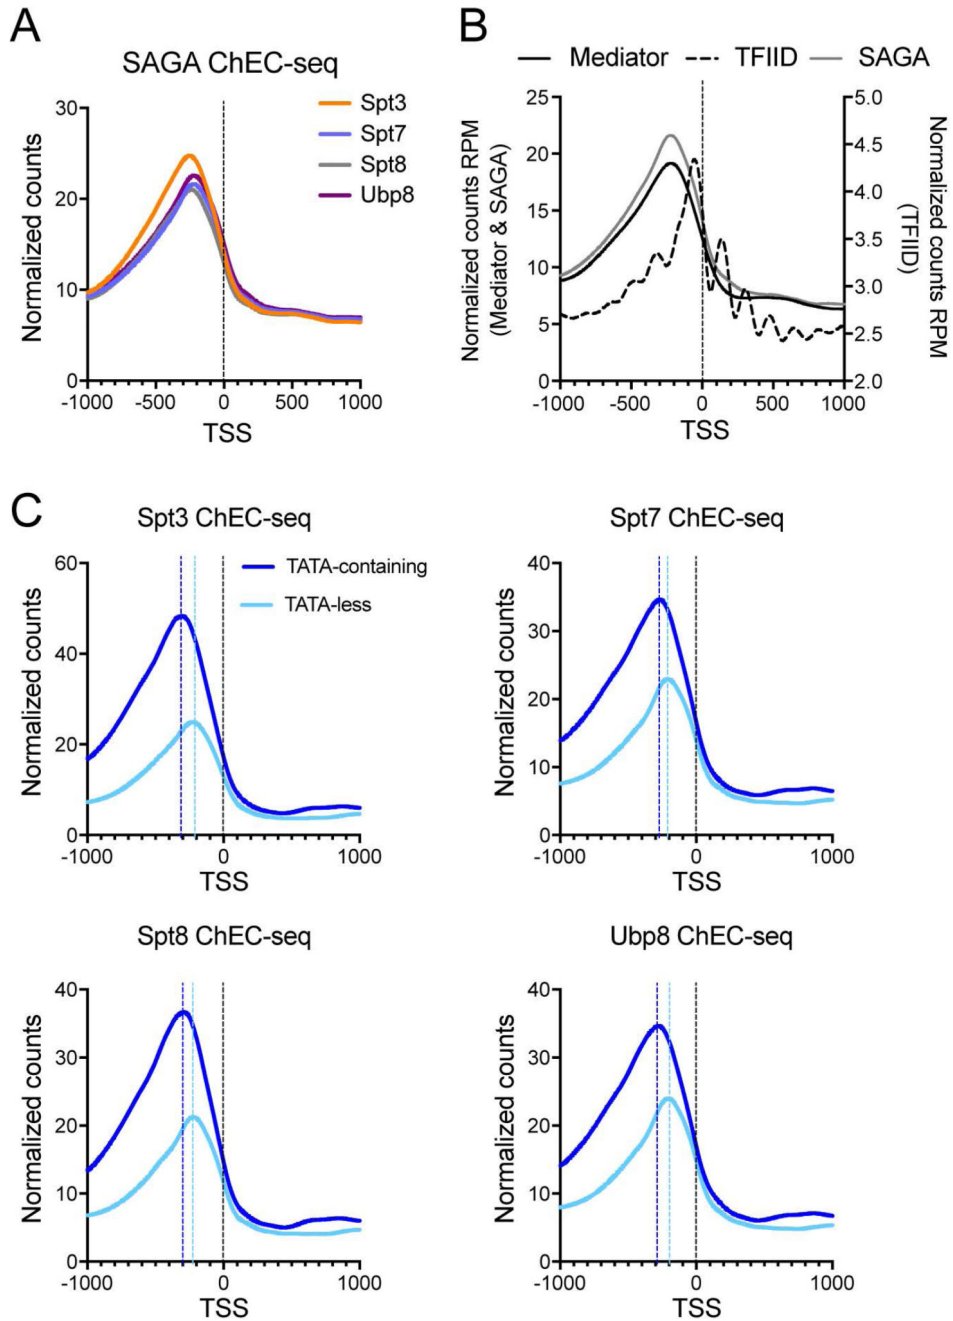 A
SAGA ChEC-seq
Spt3
Spt7
Spt8
Ubp8
Normalized counts
30
20
10
0
-1000
-500
0
500
1000
TSS
B
Mediator
TFIID
SAGA
Normalized counts RPM
(Mediator & SAGA)
25
20
15
10
5
0
5.0
4.5
4.0
3.5
3.0
2.5
2.0
Normalized counts RPM
(TFIID)
-1000
-500
0
500
1000
TSS
C
Spt3 ChEC-seq
TATA-containing
TATA-less
Normalized counts
60
40
20
0
-1000
0
1000
TSS
Spt7 ChEC-seq
Normalized counts
40
30
20
10
0
-1000
0
1000
TSS
Spt8 ChEC-seq
Normalized counts
40
30
20
10
0
-1000
0
1000
TSS
Ubp8 ChEC-seq
Normalized counts
40
30
20
10
0
-1000
0
1000
TSS